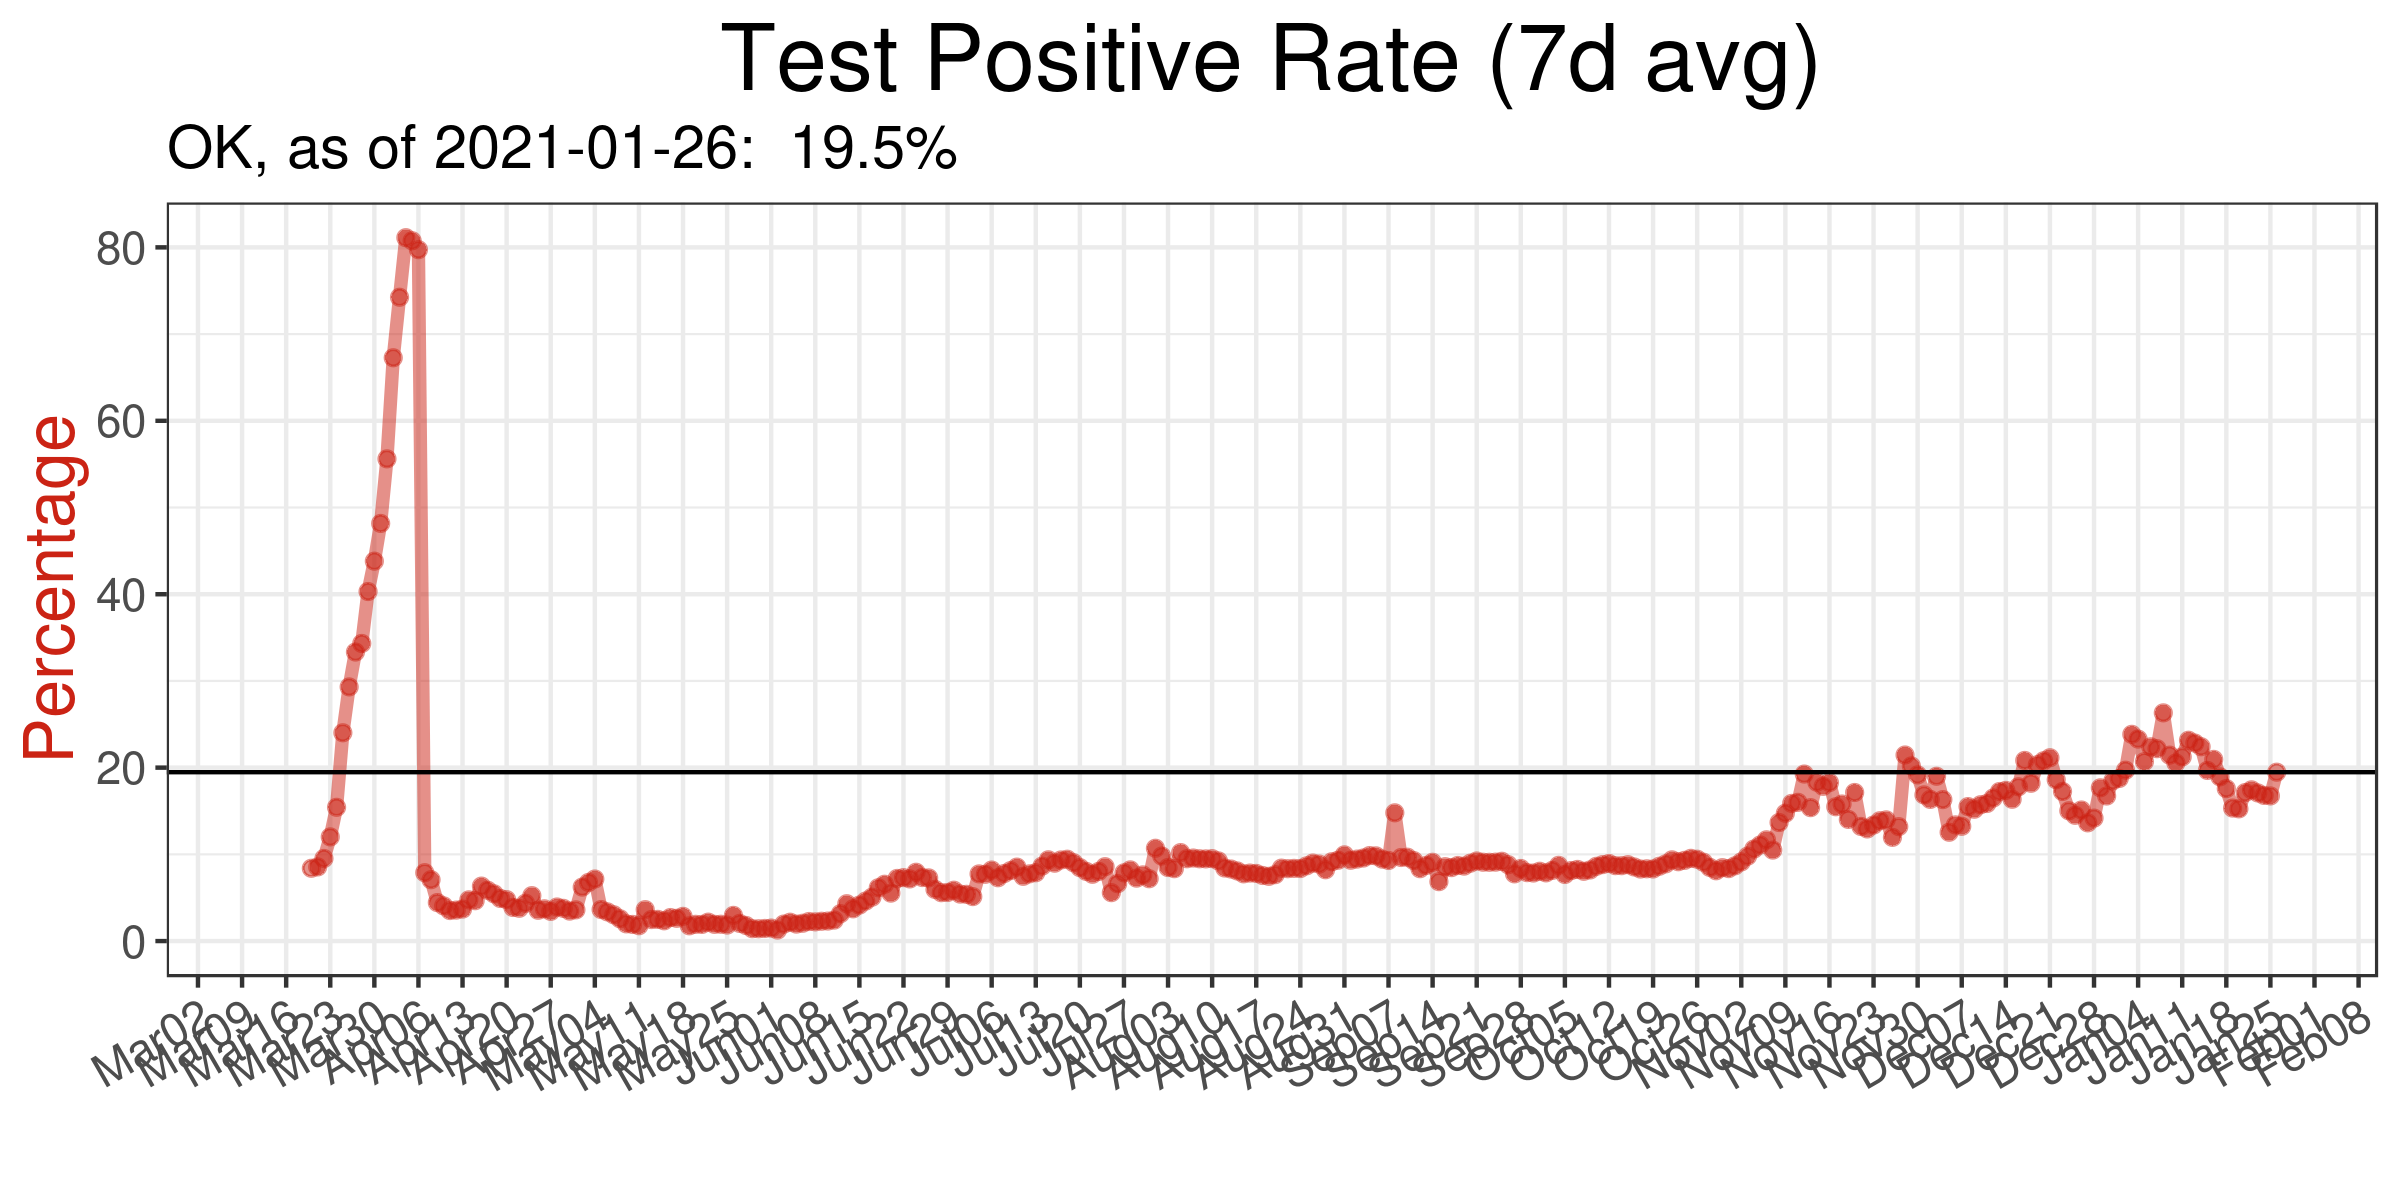 Test Positive Rate (7d avg)
OK, as of 2021-01-26:  19.5%
Percentage
80
60
40
20
0
Mar02
Mar09
Mar16
Mar23
Mar30
Apr06
Apr13
Apr20
Apr27
May04
May11
May18
May25
Jun01
Jun08
Jun15
Jun22
Jun29
Jul06
Jul13
Jul20
Jul27
Aug03
Aug10
Aug17
Aug24
Aug31
Sep07
Sep14
Sep21
Sep28
Oct05
Oct12
Oct19
Oct26
Nov02
Nov09
Nov16
Nov23
Nov30
Dec07
Dec14
Dec21
Dec28
Jan04
Jan11
Jan18
Jan25
Feb01
Feb08